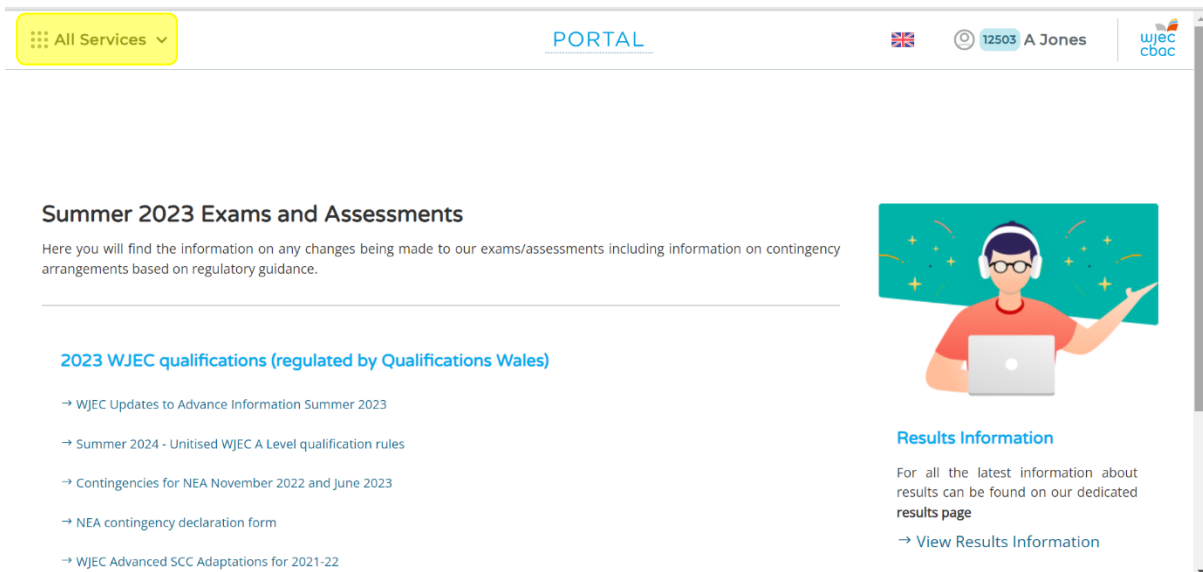 All Services
PORTAL
12503 A Jones
wjec
cbac
Summer 2023 Exams and Assessments
Here you will find the information on any changes being made to our exams/assessments including information on contingency
arrangements based on regulatory guidance.
2023 WJEC qualifications (regulated by Qualifications Wales)
→ WJEC Updates to Advance Information Summer 2023
→ Summer 2024 - Unitised WJEC A Level qualification rules
→ Contingencies for NEA November 2022 and June 2023
→ NEA contingency declaration form
→ WJEC Advanced SCC Adaptations for 2021-22
Results Information
For all the latest information about
results can be found on our dedicated
results page
→ View Results Information